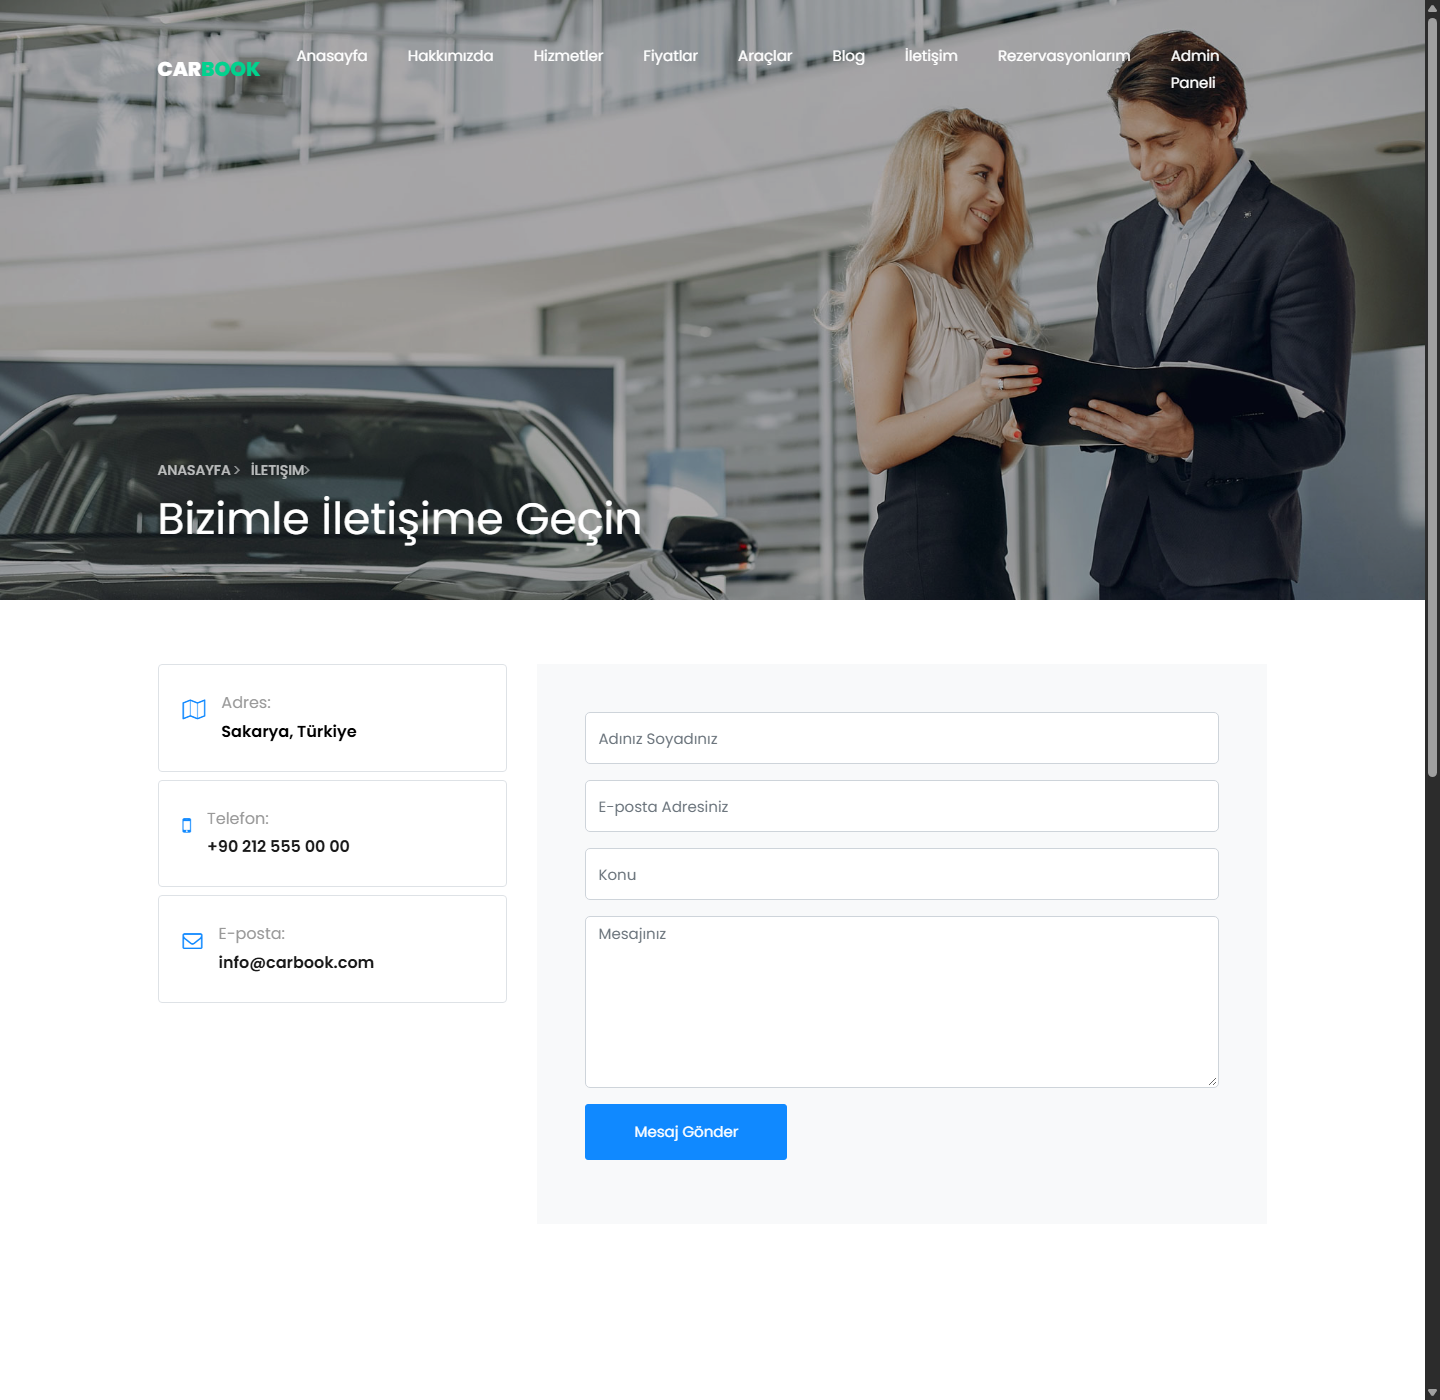 CARBOOK
Anasayfa Hakkımızda Hizmetler Fiyatlar Araçlar Blog İletişim Rezervasyonlarım Admin Paneli
ANASAYFA > İLETIŞIM>
Bizimle İletişime Geçin
Adres:
Sakarya, Türkiye
Telefon:
+90 212 555 00 00
E-posta:
info@carbook.com
Adınız Soyadınız
E-posta Adresiniz
Konu
Mesajınız
Mesaj Gönder